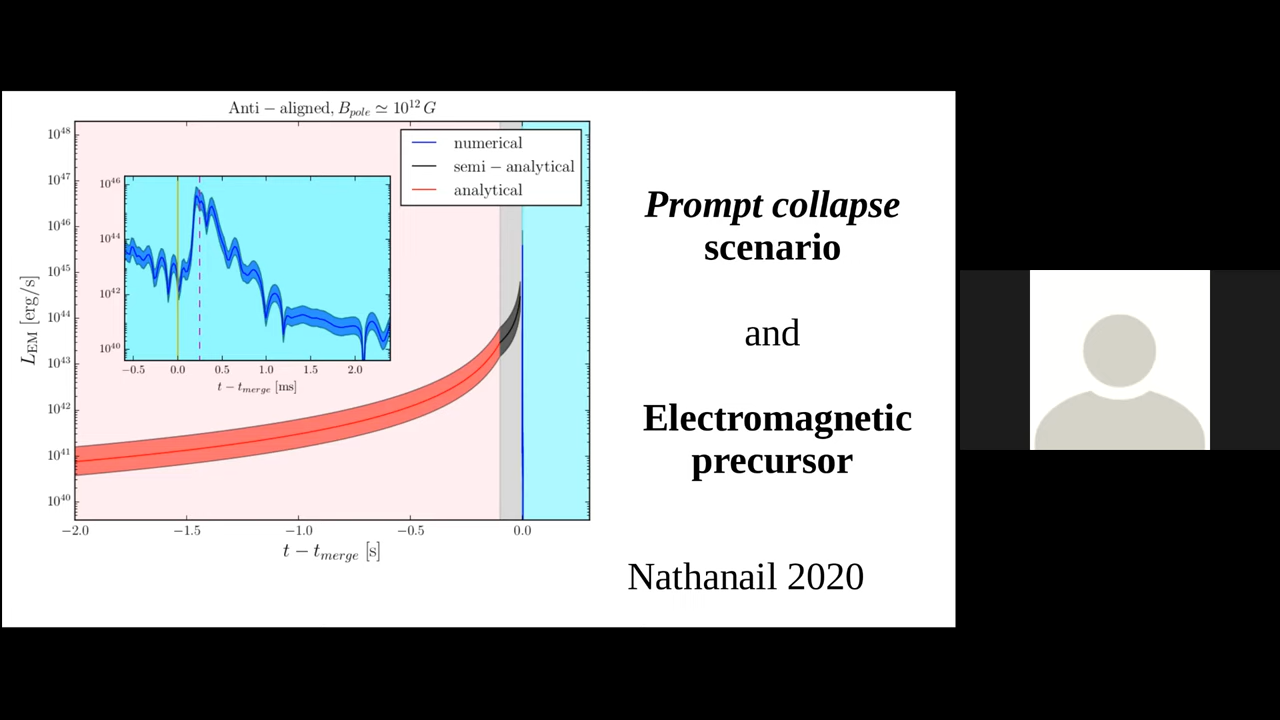 Anti − aligned, B_pole ≃ 10^12 G
10^48
10^47
10^46
10^45
10^44
10^43
10^42
10^41
10^40
L_EM [erg/s]
−2.0 −1.5 −1.0 −0.5 0.0
t − t_merge [s]
numerical
semi − analytical
analytical
10^46
10^44
10^42
10^40
−0.5 0.0 0.5 1.0 1.5 2.0
t − t_merge [ms]
Prompt collapse
scenario
and
Electromagnetic
precursor
Nathanail 2020